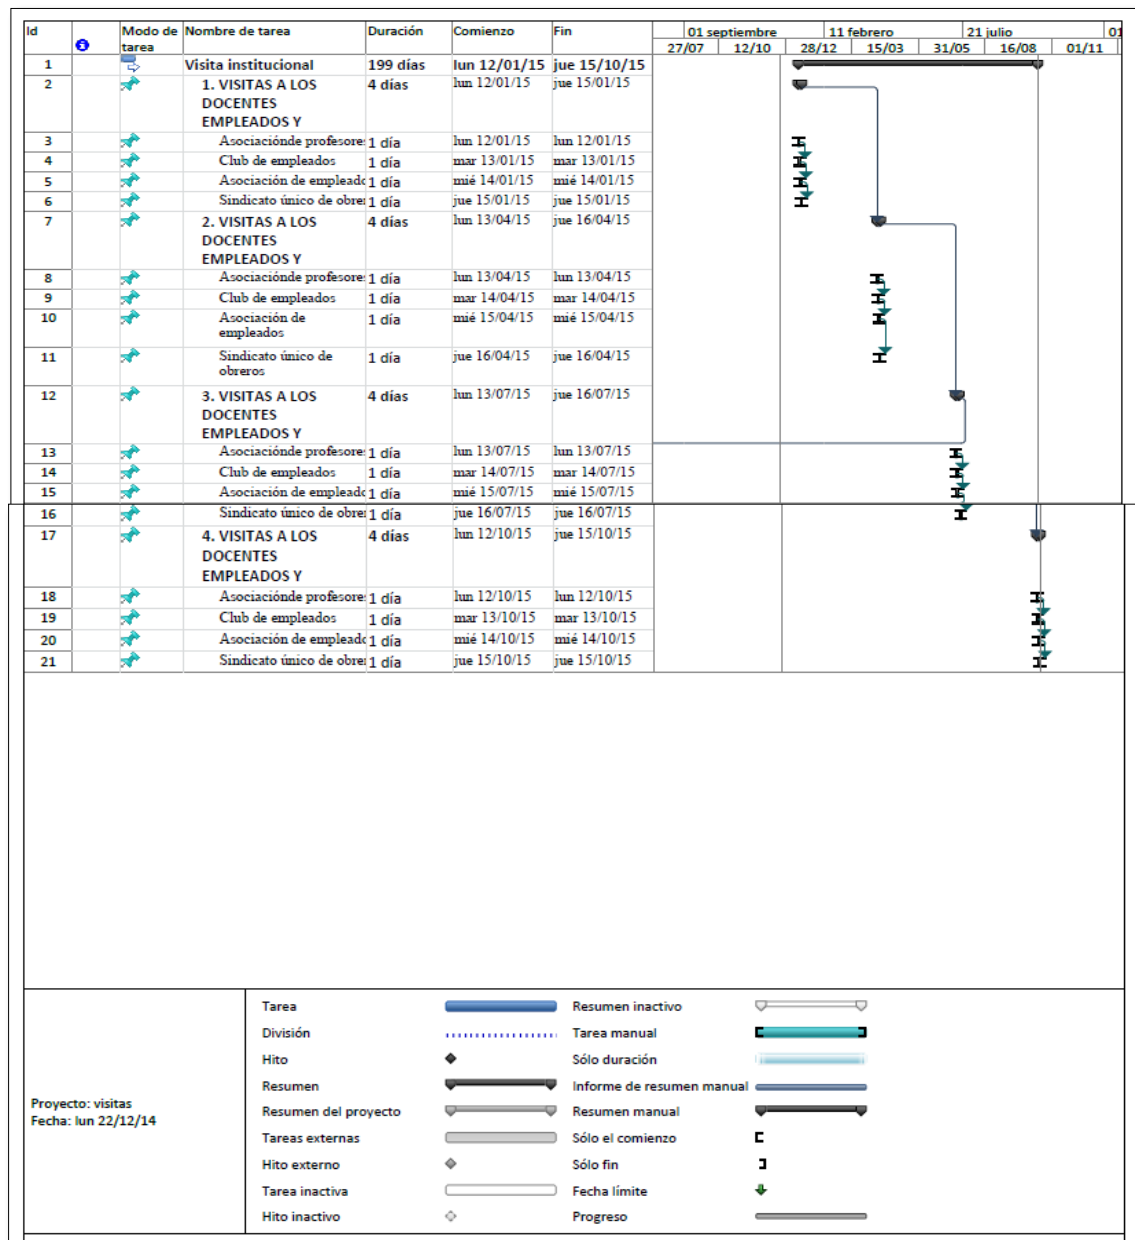 Id Modo de tarea Nombre de tarea Duración Comienzo Fin 01 septiembre 11 febrero 21 julio 01
27/07 12/10 28/12 15/03 31/05 16/08 01/11
1 Visita institucional 199 días lun 12/01/15 jue 15/10/15
2 1. VISITAS A LOS 4 días lun 12/01/15 jue 15/01/15
DOCENTES
EMPLEADOS Y
3 Asociaciónde profesore: 1 día lun 12/01/15 lun 12/01/15
4 Club de empleados 1 día mar 13/01/15 mar 13/01/15
5 Asociación de empleado 1 día mié 14/01/15 mié 14/01/15
6 Sindicato único de obrer 1 día jue 15/01/15 jue 15/01/15
7 2. VISITAS A LOS 4 días lun 13/04/15 jue 16/04/15
DOCENTES
EMPLEADOS Y
8 Asociaciónde profesore: 1 día lun 13/04/15 lun 13/04/15
9 Club de empleados 1 día mar 14/04/15 mar 14/04/15
10 Asociación de 1 día mié 15/04/15 mié 15/04/15
empleados
11 Sindicato único de 1 día jue 16/04/15 jue 16/04/15
obreros
12 3. VISITAS A LOS 4 días lun 13/07/15 jue 16/07/15
DOCENTES
EMPLEADOS Y
13 Asociaciónde profesore: 1 día lun 13/07/15 lun 13/07/15
14 Club de empleados 1 día mar 14/07/15 mar 14/07/15
15 Asociación de empleado 1 día mié 15/07/15 mié 15/07/15
16 Sindicato único de obrer 1 día jue 16/07/15 jue 16/07/15
17 4. VISITAS A LOS 4 días lun 12/10/15 jue 15/10/15
DOCENTES
EMPLEADOS Y
18 Asociaciónde profesore: 1 día lun 12/10/15 lun 12/10/15
19 Club de empleados 1 día mar 13/10/15 mar 13/10/15
20 Asociación de empleado 1 día mié 14/10/15 mié 14/10/15
21 Sindicato único de obrer 1 día jue 15/10/15 jue 15/10/15
Proyecto: visitas
Fecha: lun 22/12/14
Tarea
División
Hito
Resumen
Resumen del proyecto
Tareas externas
Hito externo
Tarea inactiva
Hito inactivo
Resumen inactivo
Tarea manual
Sólo duración
Informe de resumen manual
Resumen manual
Sólo el comienzo
Sólo fin
Fecha límite
Progreso